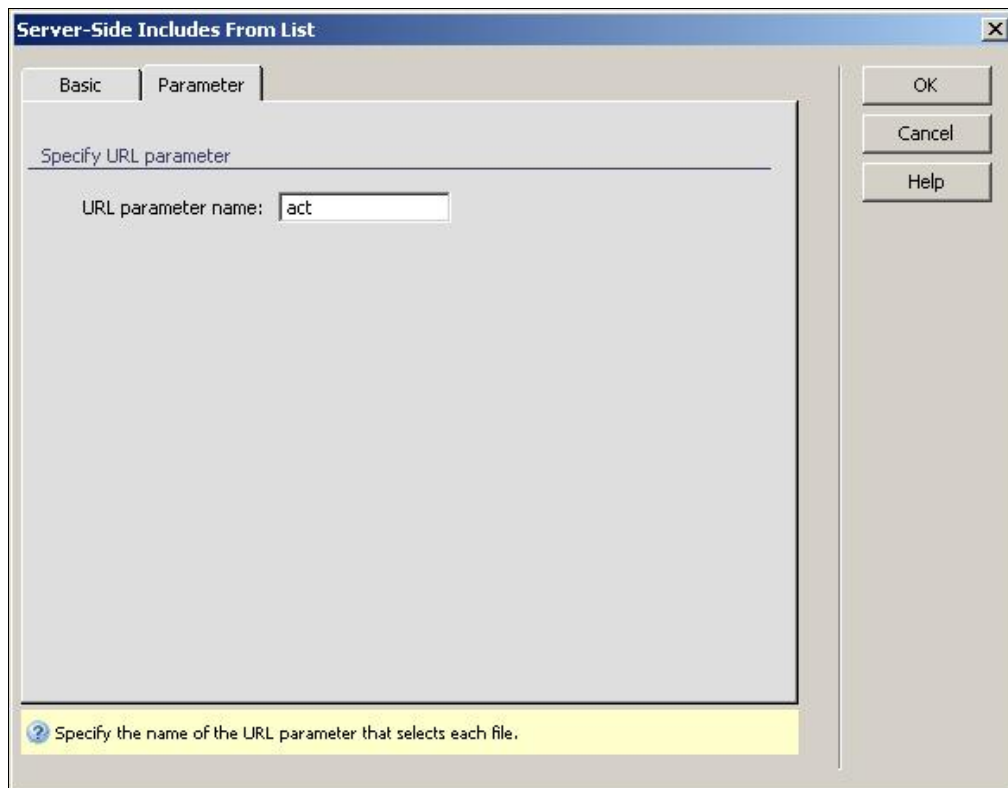 Server-Side Includes From List
Basic
Parameter
OK
Cancel
Help
Specify URL parameter
URL parameter name: act
Specify the name of the URL parameter that selects each file.